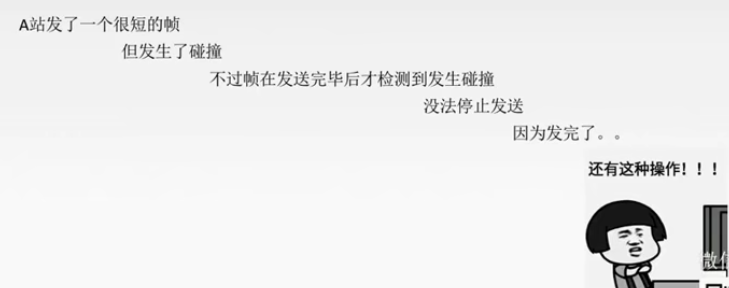 A站发了一个很短的帧
但发生了碰撞
不过帧在发送完毕后才检测到发生碰撞
没法停止发送
因为发完了。。
还有这种操作！！！
微信